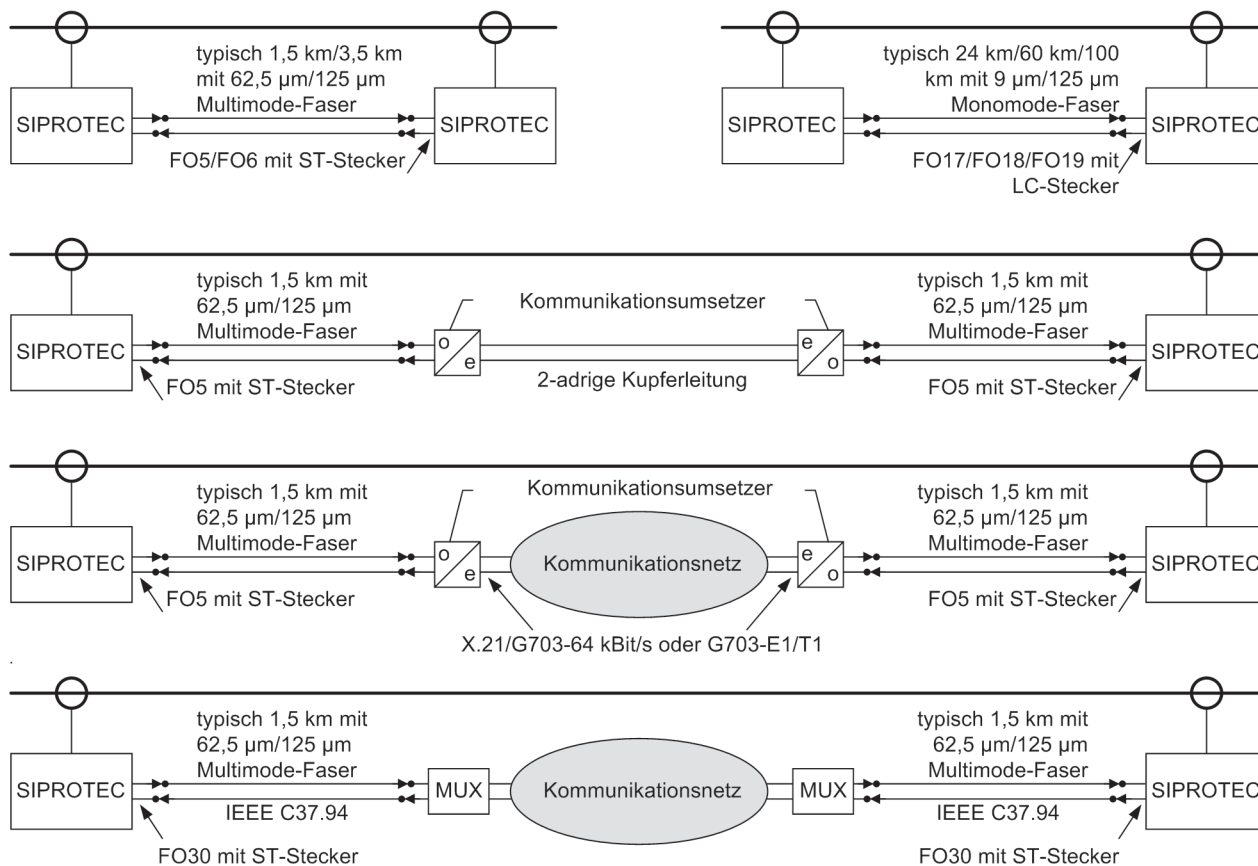 typisch 1,5 km/3,5 km
mit 62,5 µm/125 µm
Multimode-Faser
SIPROTEC
SIPROTEC
FO5/FO6 mit ST-Stecker
typisch 24 km/60 km/100
km mit 9 µm/125 µm
Monomode-Faser
SIPROTEC
SIPROTEC
FO17/FO18/FO19 mit
LC-Stecker
typisch 1,5 km mit
62,5 µm/125 µm
Multimode-Faser
Kommunikationsumsetzer
typisch 1,5 km mit
62,5 µm/125 µm
Multimode-Faser
SIPROTEC
o
e
e
o
SIPROTEC
FO5 mit ST-Stecker
2-adrige Kupferleitung
FO5 mit ST-Stecker
typisch 1,5 km mit
62,5 µm/125 µm
Multimode-Faser
Kommunikationsumsetzer
typisch 1,5 km mit
62,5 µm/125 µm
Multimode-Faser
SIPROTEC
o
e
Kommunikationsnetz
e
o
SIPROTEC
FO5 mit ST-Stecker
FO5 mit ST-Stecker
X.21/G703-64 kBit/s oder G703-E1/T1
typisch 1,5 km mit
62,5 µm/125 µm
Multimode-Faser
typisch 1,5 km mit
62,5 µm/125 µm
Multimode-Faser
SIPROTEC
MUX
Kommunikationsnetz
MUX
SIPROTEC
IEEE C37.94
IEEE C37.94
FO30 mit ST-Stecker
FO30 mit ST-Stecker